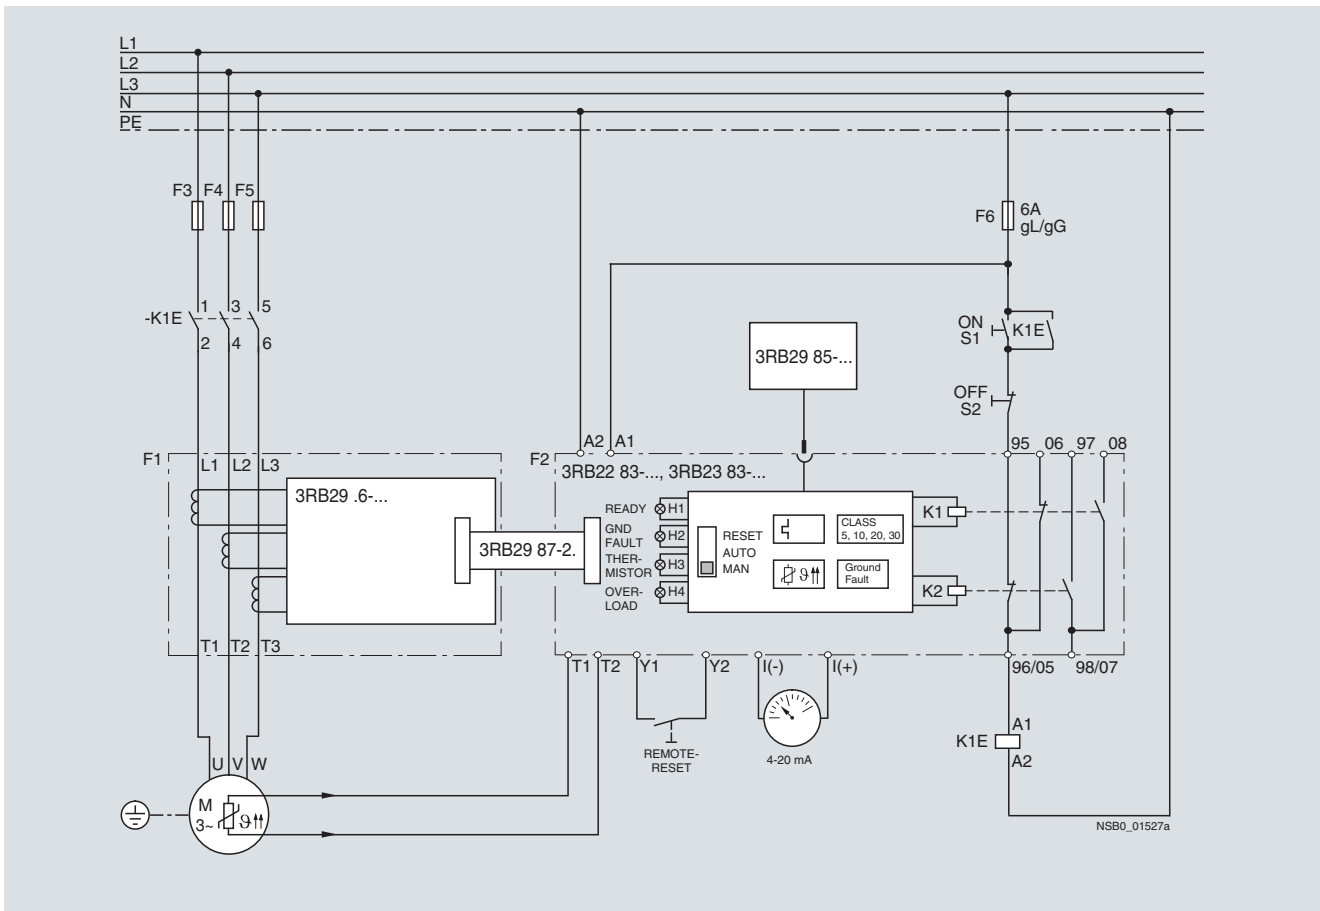 L1
L2
L3
N
PE
F3 F4 F5
F6
6A
gL/gG
-K1E
1 3 5
2 4 6
ON
S1
K1E
3RB29 85-...
OFF
S2
A2 A1
95 06 97 08
F1
L1 L2 L3
F2
3RB22 83-..., 3RB23 83-...
3RB29 .6-...
3RB29 87-2.
READY
H1
GND
FAULT
H2
THER-
MISTOR
H3
OVER-
LOAD
H4
RESET
AUTO
MAN
CLASS
5, 10, 20, 30
ϑ
Ground
Fault
K1
K2
T1 T2 T3
T1 T2 Y1 Y2 I(-) I(+)
96/05 98/07
REMOTE-
RESET
4-20 mA
K1E
A1
A2
U V W
M
3~
ϑ
NSB0_01527a